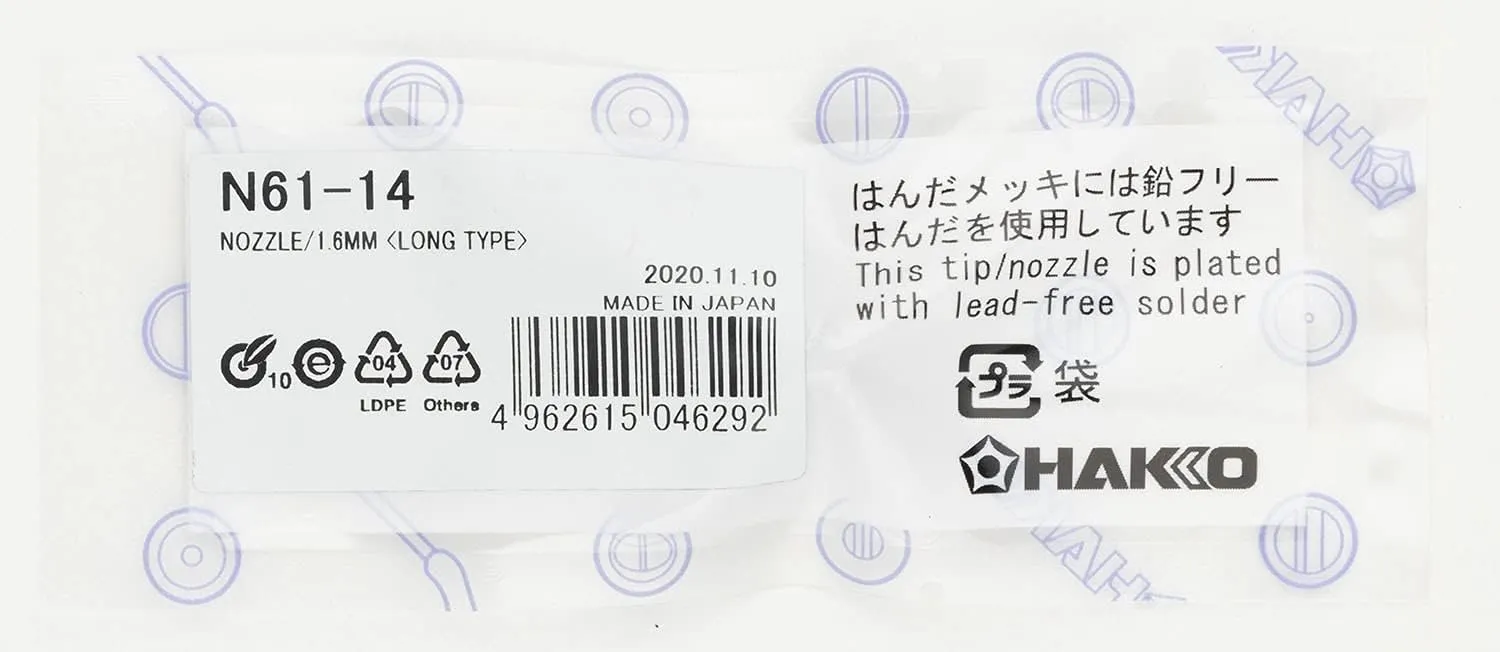 N61-14
NOZZLE/1.6MM <LONG TYPE>
2020.11.10
MADE IN JAPAN
10 e 04 07
LDPE Others
4 962615 046292
はんだメッキには鉛フリー
はんだを使用しています
This tip/nozzle is plated
with lead-free solder
プラ 袋
HAKKO
HAKKO
HAKKO